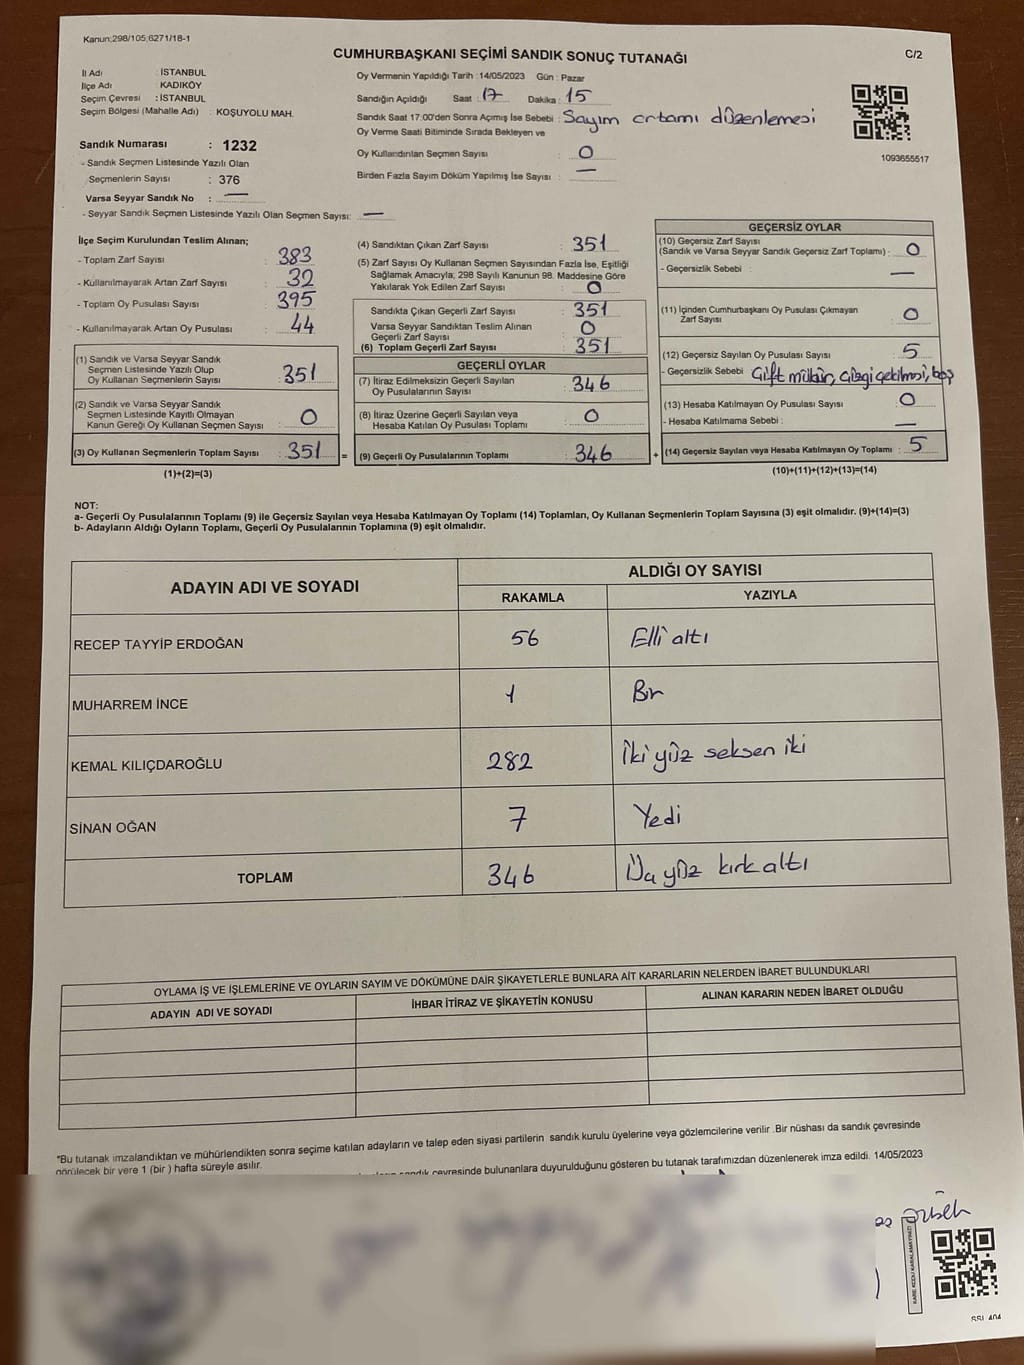 Kanun;298/105,6271/18-1
CUMHURBAŞKANI SEÇİMİ SANDIK SONUÇ TUTANAĞI
C/2
İl Adı : İSTANBUL
İlçe Adı : KADIKÖY
Seçim Çevresi : İSTANBUL
Seçim Bölgesi (Mahalle Adı) : KOŞUYOLU MAH.
Sandık Numarası : 1232
- Sandık Seçmen Listesinde Yazılı Olan
Seçmenlerin Sayısı : 376
Varsa Seyyar Sandık No : —
- Seyyar Sandık Seçmen Listesinde Yazılı Olan Seçmen Sayısı: —
Oy Vermenin Yapıldığı Tarih : 14/05/2023 Gün : Pazar
Sandığın Açıldığı Saat : 17 Dakika : 15
Sandık Saat 17:00'den Sonra Açımış İse Sebebi : Sayım ortamı düzenlemesi
Oy Verme Saati Bitiminde Sırada Bekleyen ve
Oy Kullandırılan Seçmen Sayısı : 0
Birden Fazla Sayım Döküm Yapılmış İse Sayısı : —
1093655517
İlçe Seçim Kurulundan Teslim Alınan;
- Toplam Zarf Sayısı : 383
- Kullanılmayarak Artan Zarf Sayısı : 32
- Toplam Oy Pusulası Sayısı : 395
- Kullanılmayarak Artan Oy Pusulası : 44
(1) Sandık ve Varsa Seyyar Sandık
Seçmen Listesinde Yazılı Olup
Oy Kullanan Seçmenlerin Sayısı : 351
(2) Sandık ve Varsa Seyyar Sandık
Seçmen Listesinde Kayıtlı Olmayan
Kanun Gereği Oy Kullanan Seçmen Sayısı : 0
(3) Oy Kullanan Seçmenlerin Toplam Sayısı : 351 =
(1)+(2)=(3)
(4) Sandıktan Çıkan Zarf Sayısı : 351
(5) Zarf Sayısı Oy Kullanan Seçmen Sayısından Fazla İse, Eşitliği
Sağlamak Amacıyla; 298 Sayılı Kanunun 98. Maddesine Göre
Yakılarak Yok Edilen Zarf Sayısı : 0
Sandıkta Çıkan Geçerli Zarf Sayısı : 351
Varsa Seyyar Sandıktan Teslim Alınan
Geçerli Zarf Sayısı : 0
(6) Toplam Geçerli Zarf Sayısı : 351
GEÇERLİ OYLAR
(7) İtiraz Edilmeksizin Geçerli Sayılan
Oy Pusulalarının Sayısı : 346
(8) İtiraz Üzerine Geçerli Sayılan veya
Hesaba Katılan Oy Pusulası Toplamı : 0
(9) Geçerli Oy Pusulalarının Toplamı : 346 +
GEÇERSİZ OYLAR
(10) Geçersiz Zarf Sayısı
(Sandık ve Varsa Seyyar Sandık Geçersiz Zarf Toplamı) : 0
- Geçersizlik Sebebi : —
(11) İçinden Cumhurbaşkanı Oy Pusulası Çıkmayan
Zarf Sayısı : 0
(12) Geçersiz Sayılan Oy Pusulası Sayısı : 5
- Geçersizlik Sebebi : Çift mühür, çizgi çekilmesi, boş
(13) Hesaba Katılmayan Oy Pusulası Sayısı : 0
- Hesaba Katılmama Sebebi : —
(14) Geçersiz Sayılan veya Hesaba Katılmayan Oy Toplamı : 5
(10)+(11)+(12)+(13)=(14)
NOT:
a- Geçerli Oy Pusulalarının Toplamı (9) ile Geçersiz Sayılan veya Hesaba Katılmayan Oy Toplamı (14) Toplamları, Oy Kullanan Seçmenlerin Toplam Sayısına (3) eşit olmalıdır. (9)+(14)=(3)
b- Adayların Aldığı Oyların Toplamı, Geçerli Oy Pusulalarının Toplamına (9) eşit olmalıdır.
ADAYIN ADI VE SOYADI
ALDIĞI OY SAYISI
RAKAMLA YAZIYLA
RECEP TAYYİP ERDOĞAN 56 Elli altı
MUHARREM İNCE 1 Bir
KEMAL KILIÇDAROĞLU 282 İki yüz seksen iki
SİNAN OĞAN 7 Yedi
TOPLAM 346 Üç yüz kırk altı
OYLAMA İŞ VE İŞLEMLERİNE VE OYLARIN SAYIM VE DÖKÜMÜNE DAİR ŞİKAYETLERLE BUNLARA AİT KARARLARIN NELERDEN İBARET BULUNDUKLARI
ADAYIN ADI VE SOYADI İHBAR İTİRAZ VE ŞİKAYETİN KONUSU ALINAN KARARIN NEDEN İBARET OLDUĞU
*Bu tutanak imzalandıktan ve mühürlendikten sonra seçime katılan adayların ve talep eden siyasi partilerin sandık kurulu üyelerine veya gözlemcilerine verilir .Bir nüshası da sandık çevresinde
görülecek bir yere 1 (bir ) hafta süreyle asılır.
sandık çevresinde bulunanlara duyurulduğunu gösteren bu tutanak tarafımızdan düzenlenerek imza edildi. 14/05/2023
KARE KODU KARALAMAYINIZ!